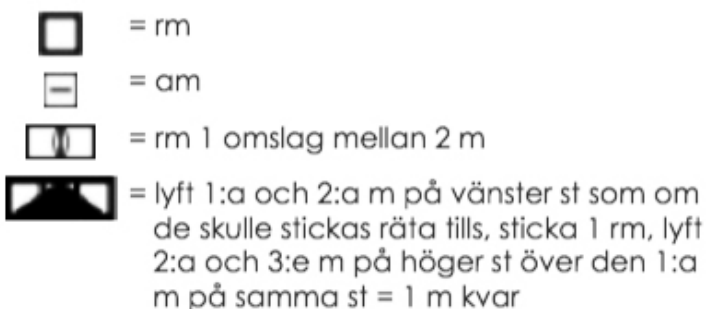 = rm
= am
= rm 1 omslag mellan 2 m
= lyft 1:a och 2:a m på vänster st som om
de skulle stickas räta tills, sticka 1 rm, lyft
2:a och 3:e m på höger st över den 1:a
m på samma st = 1 m kvar